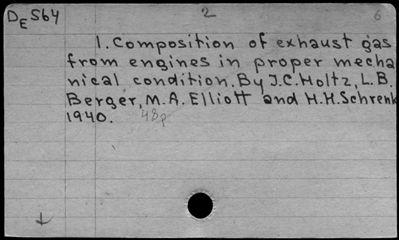 DE564 2 6
1. Composition of exhaust gas
from engines in proper mecha
nical condition. By J.C. Holtz, L.B.
Berger, M.A. Elliott and H.H. Schrenk
1940. 48p